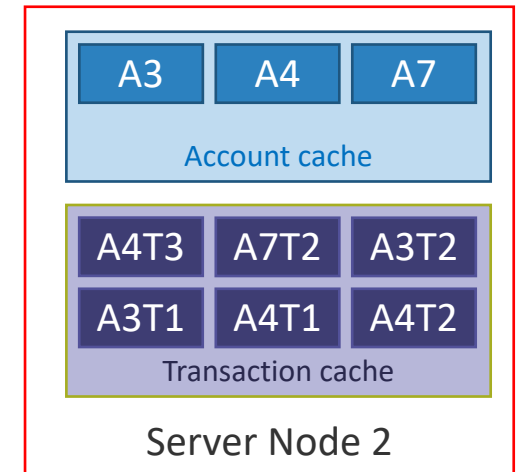 A3 A4 A7
Account cache
A4T3 A7T2 A3T2
A3T1 A4T1 A4T2
Transaction cache
Server Node 2